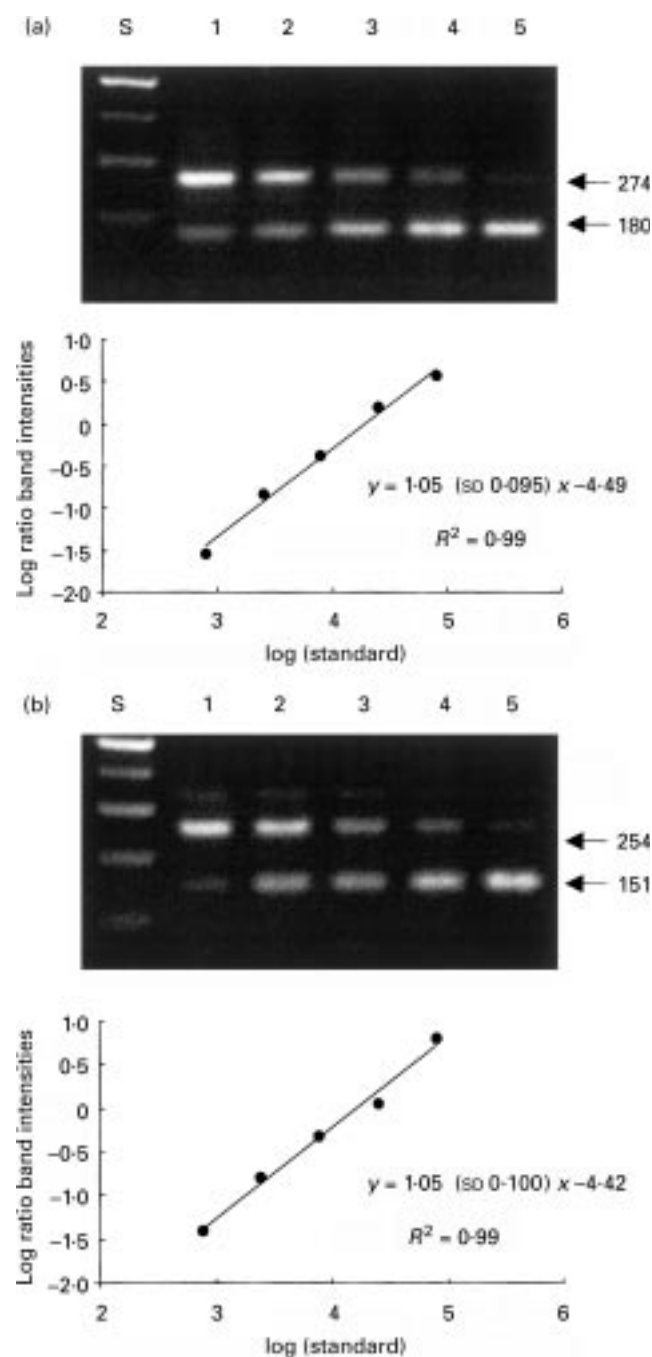 (a) S 1 2 3 4 5
274
180
1·0
0·5
0
−0·5
−1·0
−1·5
−2·0
Log ratio band intensities
y = 1·05 (SD 0·095) x −4·49
R² = 0·99
2 3 4 5 6
log (standard)
(b) S 1 2 3 4 5
254
151
1·0
0·5
0
−0·5
−1·0
−1·5
−2·0
Log ratio band intensities
y = 1·05 (SD 0·100) x −4·42
R² = 0·99
2 3 4 5 6
log (standard)